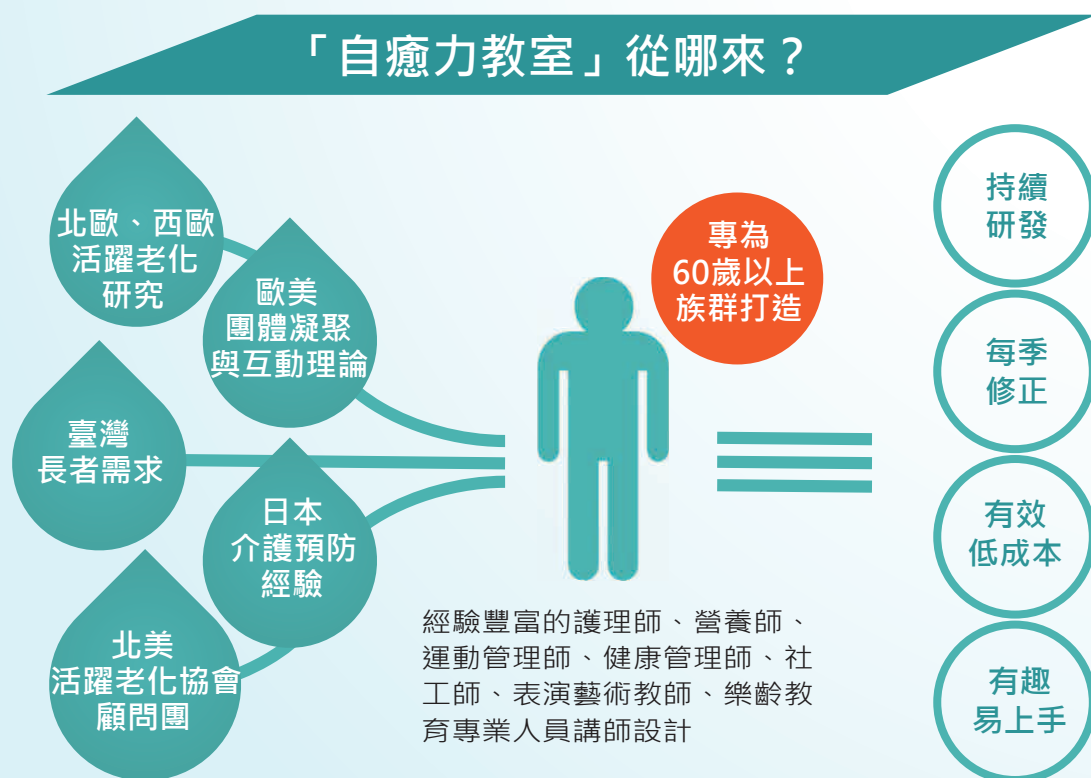 「自癒力教室」從哪來？
北歐、西歐
活躍老化
研究
歐美
團體凝聚
與互動理論
臺灣
長者需求
日本
介護預防
經驗
北美
活躍老化協會
顧問團
專為
60歲以上
族群打造
經驗豐富的護理師、營養師、
運動管理師、健康管理師、社
工師、表演藝術教師、樂齡教
育專業人員講師設計
持續
研發
每季
修正
有效
低成本
有趣
易上手